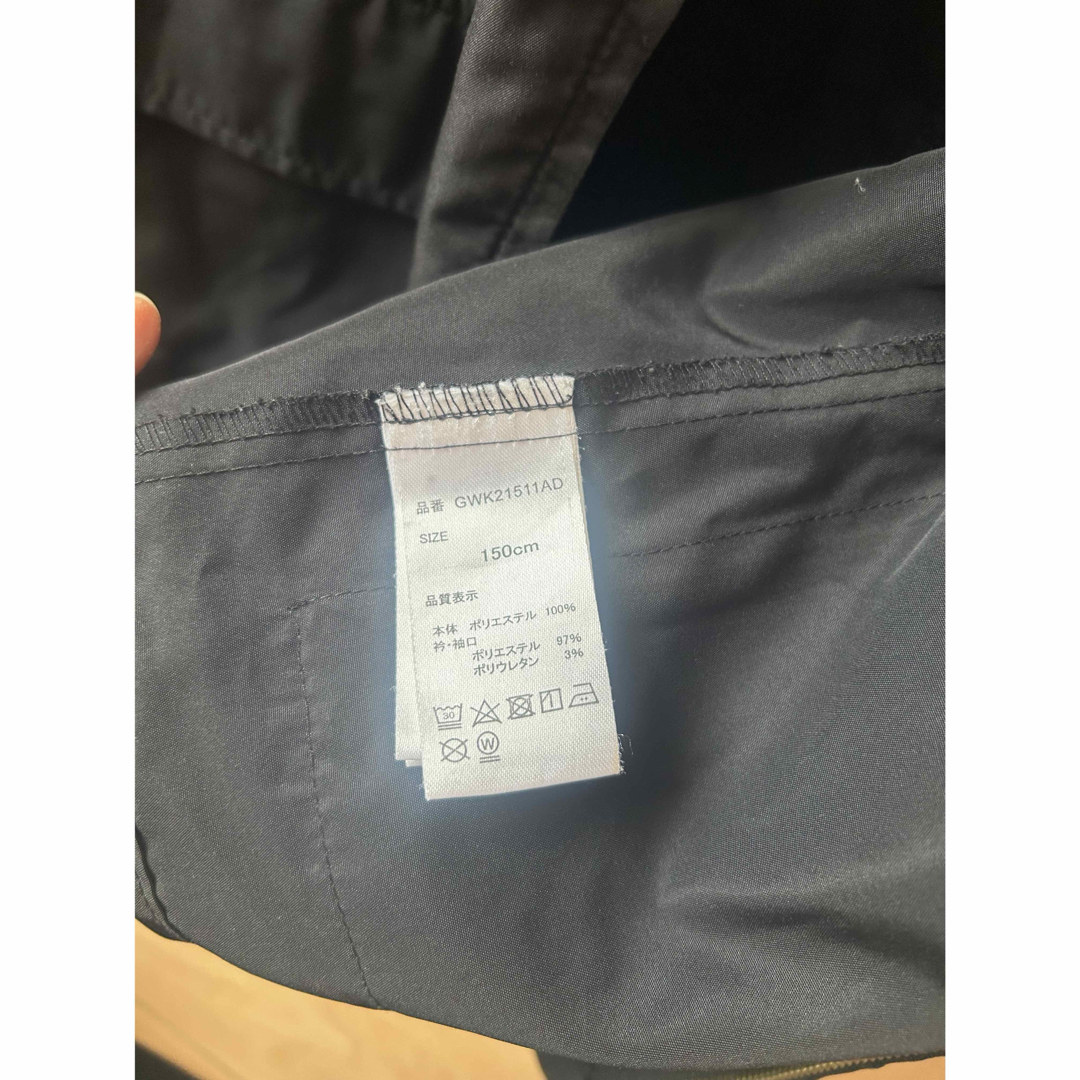 品番 GWK21511AD
SIZE
150cm
品質表示
本体 ポリエステル 100%
衿・袖口
ポリエステル 97%
ポリウレタン 3%
30
W